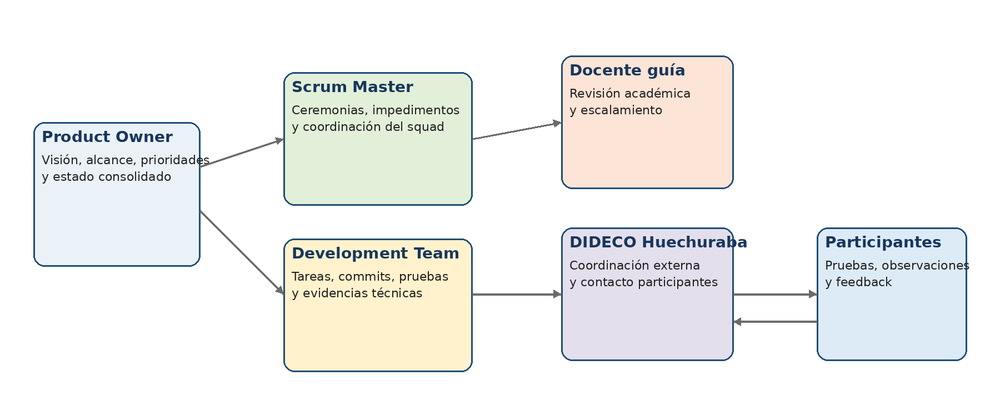 Product Owner
Visión, alcance, prioridades
y estado consolidado
Scrum Master
Ceremonias, impedimentos
y coordinación del squad
Docente guía
Revisión académica
y escalamiento
Development Team
Tareas, commits, pruebas
y evidencias técnicas
DIDECO Huechuraba
Coordinación externa
y contacto participantes
Participantes
Pruebas, observaciones
y feedback